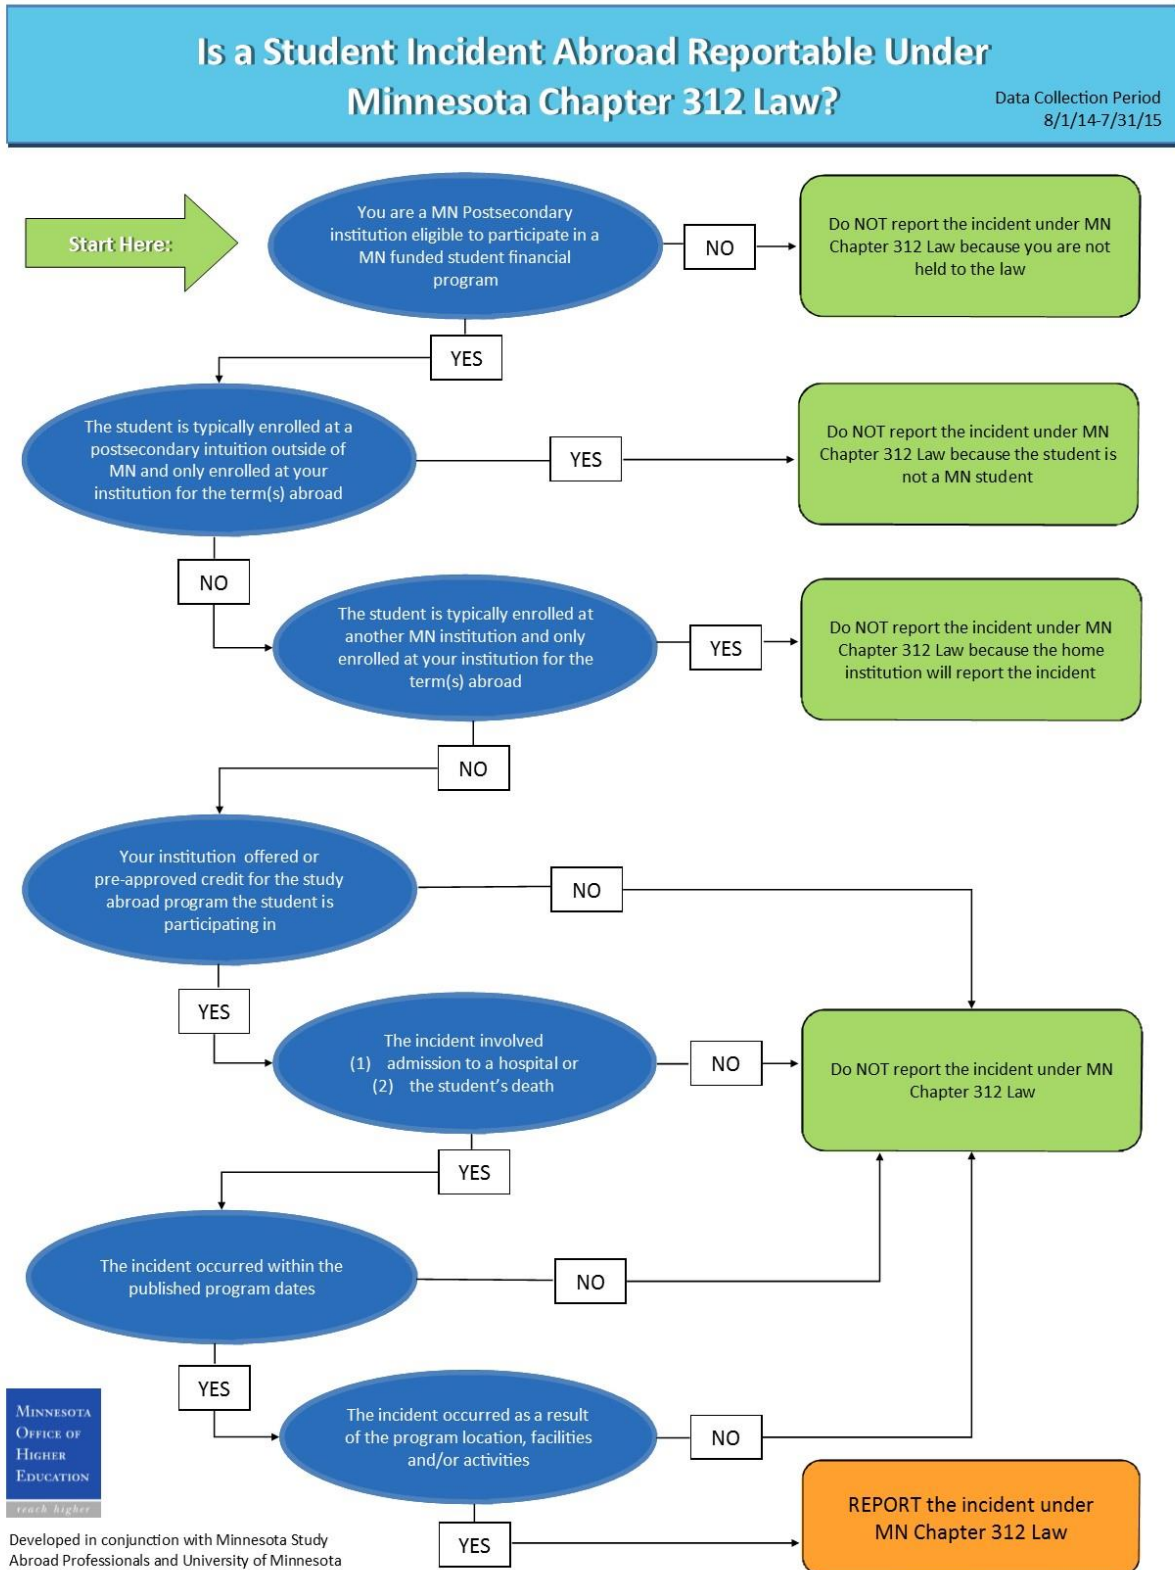 Is a Student Incident Abroad Reportable Under
Minnesota Chapter 312 Law?
Data Collection Period
8/1/14-7/31/15
Start Here:
You are a MN Postsecondary
institution eligible to participate in a
MN funded student financial
program
NO
Do NOT report the incident under MN
Chapter 312 Law because you are not
held to the law
YES
The student is typically enrolled at a
postsecondary intuition outside of
MN and only enrolled at your
institution for the term(s) abroad
YES
Do NOT report the incident under MN
Chapter 312 Law because the student is
not a MN student
NO
The student is typically enrolled at
another MN institution and only
enrolled at your institution for the
term(s) abroad
YES
Do NOT report the incident under MN
Chapter 312 Law because the home
institution will report the incident
NO
Your institution offered or
pre-approved credit for the study
abroad program the student is
participating in
NO
YES
The incident involved
(1) admission to a hospital or
(2) the student's death
NO
Do NOT report the incident under MN
Chapter 312 Law
YES
The incident occurred within the
published program dates
NO
YES
The incident occurred as a result
of the program location, facilities
and/or activities
NO
YES
REPORT the incident under
MN Chapter 312 Law
MINNESOTA
OFFICE OF
HIGHER
EDUCATION
reach higher
Developed in conjunction with Minnesota Study
Abroad Professionals and University of Minnesota